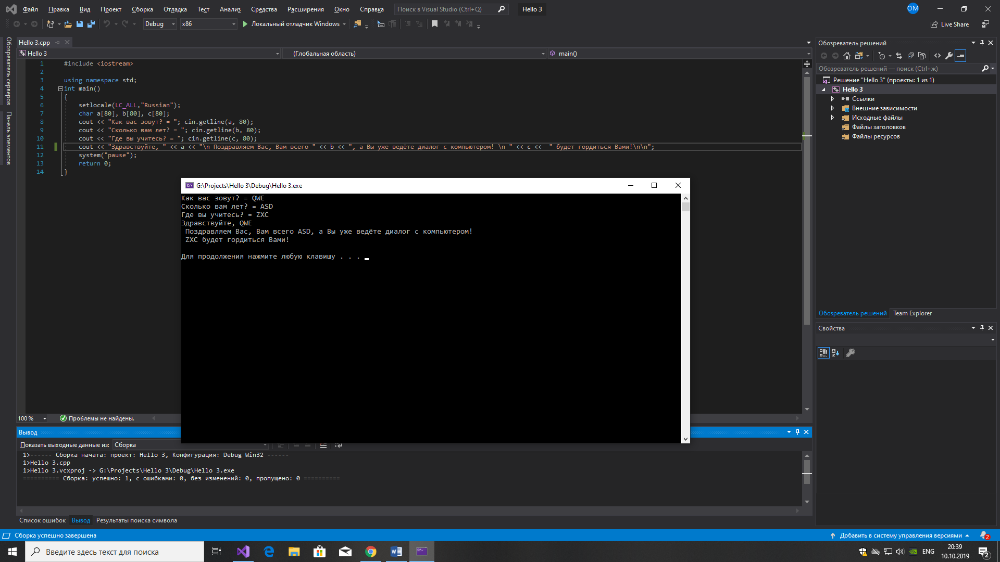 Файл Правка Вид Проект Сборка Отладка Тест Анализ Средства Расширения Окно Справка Поиск в Visual Studio (Ctrl+Q) Hello 3 OM
Debug x86 Локальный отладчик Windows Live Share
Обозреватель серверов
Панель элементов
Hello 3.cpp
Hello 3 (Глобальная область) main()
1 #include <iostream>
2
3 using namespace std;
4 int main()
5 {
6 setlocale(LC_ALL,"Russian");
7 char a[80], b[80], c[80];
8 cout << "Как вас зовут? = "; cin.getline(a, 80);
9 cout << "Сколько вам лет? = "; cin.getline(b, 80);
10 cout << "Где вы учитесь? = "; cin.getline(c, 80);
11 cout << "Здравствуйте, " << a << "\n Поздравляем Вас, Вам всего " << b << ", а Вы уже ведёте диалог с компьютером! \n " << c <<  " будет гордиться Вами!\n\n";
12 system("pause");
13 return 0;
14 }
G:\Projects\Hello 3\Debug\Hello 3.exe
Как вас зовут? = QWE
Сколько вам лет? = ASD
Где вы учитесь? = ZXC
Здравствуйте, QWE
Поздравляем Вас, Вам всего ASD, а Вы уже ведёте диалог с компьютером!
ZXC будет гордиться Вами!
Для продолжения нажмите любую клавишу . . .
100 % Проблемы не найдены.
Вывод
Показать выходные данные из: Сборка
1>------ Сборка начата: проект: Hello 3, Конфигурация: Debug Win32 ------
1>Hello 3.cpp
1>Hello 3.vcxproj -> G:\Projects\Hello 3\Debug\Hello 3.exe
========== Сборка: успешно: 1, с ошибками: 0, без изменений: 0, пропущено: 0 ==========
Список ошибок Вывод Результаты поиска символа
Обозреватель решений
Обозреватель решений — поиск (Ctrl+ж)
Решение "Hello 3" (проекты: 1 из 1)
Hello 3
Ссылки
Внешние зависимости
Исходные файлы
Файлы заголовков
Файлы ресурсов
Обозреватель решений Team Explorer
Свойства
Сборка успешно завершена Добавить в систему управления версиями 2
Введите здесь текст для поиска ENG 20:39
10.10.2019 2